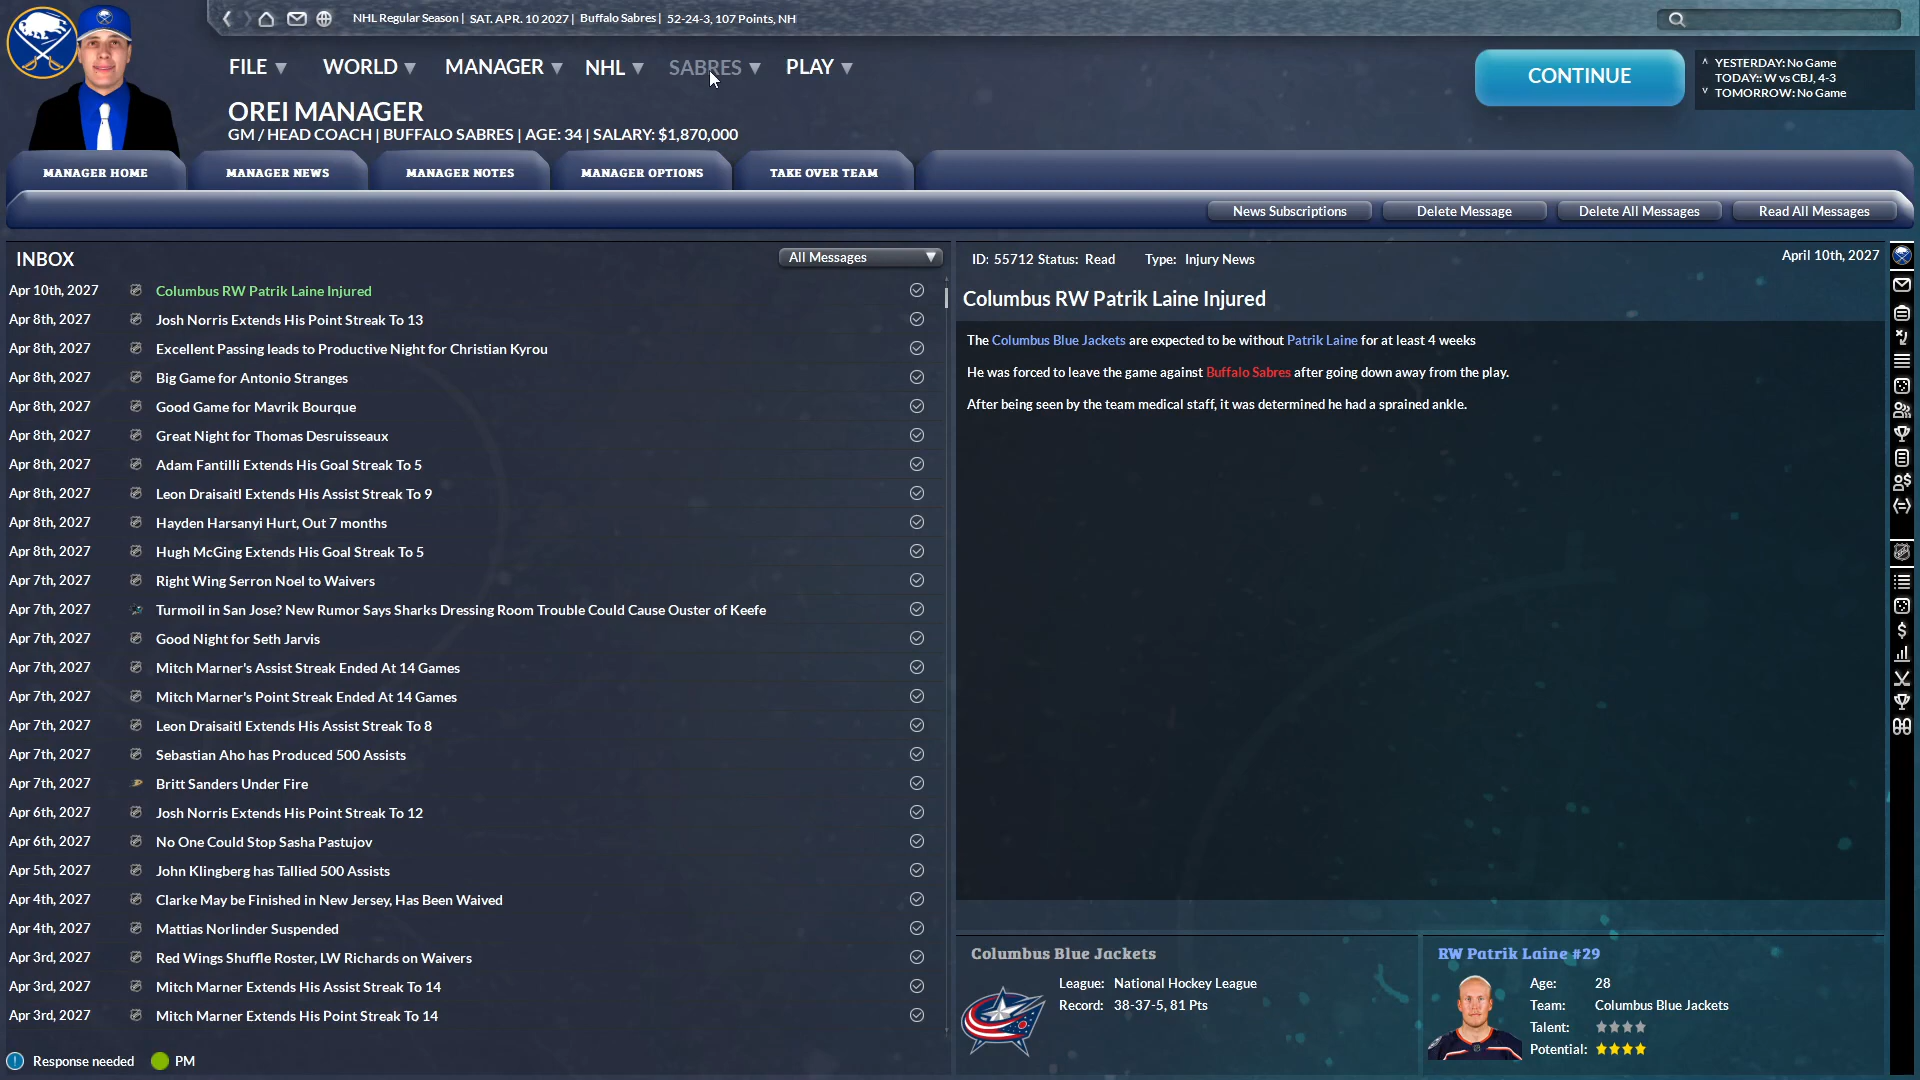 NHL Regular Season | SAT. APR. 10 2027 | Buffalo Sabres | 52-24-3, 107 Points, NH
FILE WORLD MANAGER NHL SABRES PLAY
CONTINUE
YESTERDAY: No Game
TODAY:: W vs CBJ, 4-3
TOMORROW: No Game
OREI MANAGER
GM / HEAD COACH | BUFFALO SABRES | AGE: 34 | SALARY: $1,870,000
MANAGER HOME MANAGER NEWS MANAGER NOTES MANAGER OPTIONS TAKE OVER TEAM
News Subscriptions Delete Message Delete All Messages Read All Messages
INBOX All Messages
Apr 10th, 2027 Columbus RW Patrik Laine Injured
Apr 8th, 2027 Josh Norris Extends His Point Streak To 13
Apr 8th, 2027 Excellent Passing leads to Productive Night for Christian Kyrou
Apr 8th, 2027 Big Game for Antonio Stranges
Apr 8th, 2027 Good Game for Mavrik Bourque
Apr 8th, 2027 Great Night for Thomas Desruisseaux
Apr 8th, 2027 Adam Fantilli Extends His Goal Streak To 5
Apr 8th, 2027 Leon Draisaitl Extends His Assist Streak To 9
Apr 8th, 2027 Hayden Harsanyi Hurt, Out 7 months
Apr 8th, 2027 Hugh McGing Extends His Goal Streak To 5
Apr 7th, 2027 Right Wing Serron Noel to Waivers
Apr 7th, 2027 Turmoil in San Jose? New Rumor Says Sharks Dressing Room Trouble Could Cause Ouster of Keefe
Apr 7th, 2027 Good Night for Seth Jarvis
Apr 7th, 2027 Mitch Marner's Assist Streak Ended At 14 Games
Apr 7th, 2027 Mitch Marner's Point Streak Ended At 14 Games
Apr 7th, 2027 Leon Draisaitl Extends His Assist Streak To 8
Apr 7th, 2027 Sebastian Aho has Produced 500 Assists
Apr 7th, 2027 Britt Sanders Under Fire
Apr 6th, 2027 Josh Norris Extends His Point Streak To 12
Apr 6th, 2027 No One Could Stop Sasha Pastujov
Apr 5th, 2027 John Klingberg has Tallied 500 Assists
Apr 4th, 2027 Clarke May be Finished in New Jersey, Has Been Waived
Apr 4th, 2027 Mattias Norlinder Suspended
Apr 3rd, 2027 Red Wings Shuffle Roster, LW Richards on Waivers
Apr 3rd, 2027 Mitch Marner Extends His Assist Streak To 14
Apr 3rd, 2027 Mitch Marner Extends His Point Streak To 14
Response needed PM
ID: 55712 Status: Read Type: Injury News April 10th, 2027
Columbus RW Patrik Laine Injured
The Columbus Blue Jackets are expected to be without Patrik Laine for at least 4 weeks
He was forced to leave the game against Buffalo Sabres after going down away from the play.
After being seen by the team medical staff, it was determined he had a sprained ankle.
Columbus Blue Jackets
League: National Hockey League
Record: 38-37-5, 81 Pts
RW Patrik Laine #29
Age: 28
Team: Columbus Blue Jackets
Talent:
Potential: